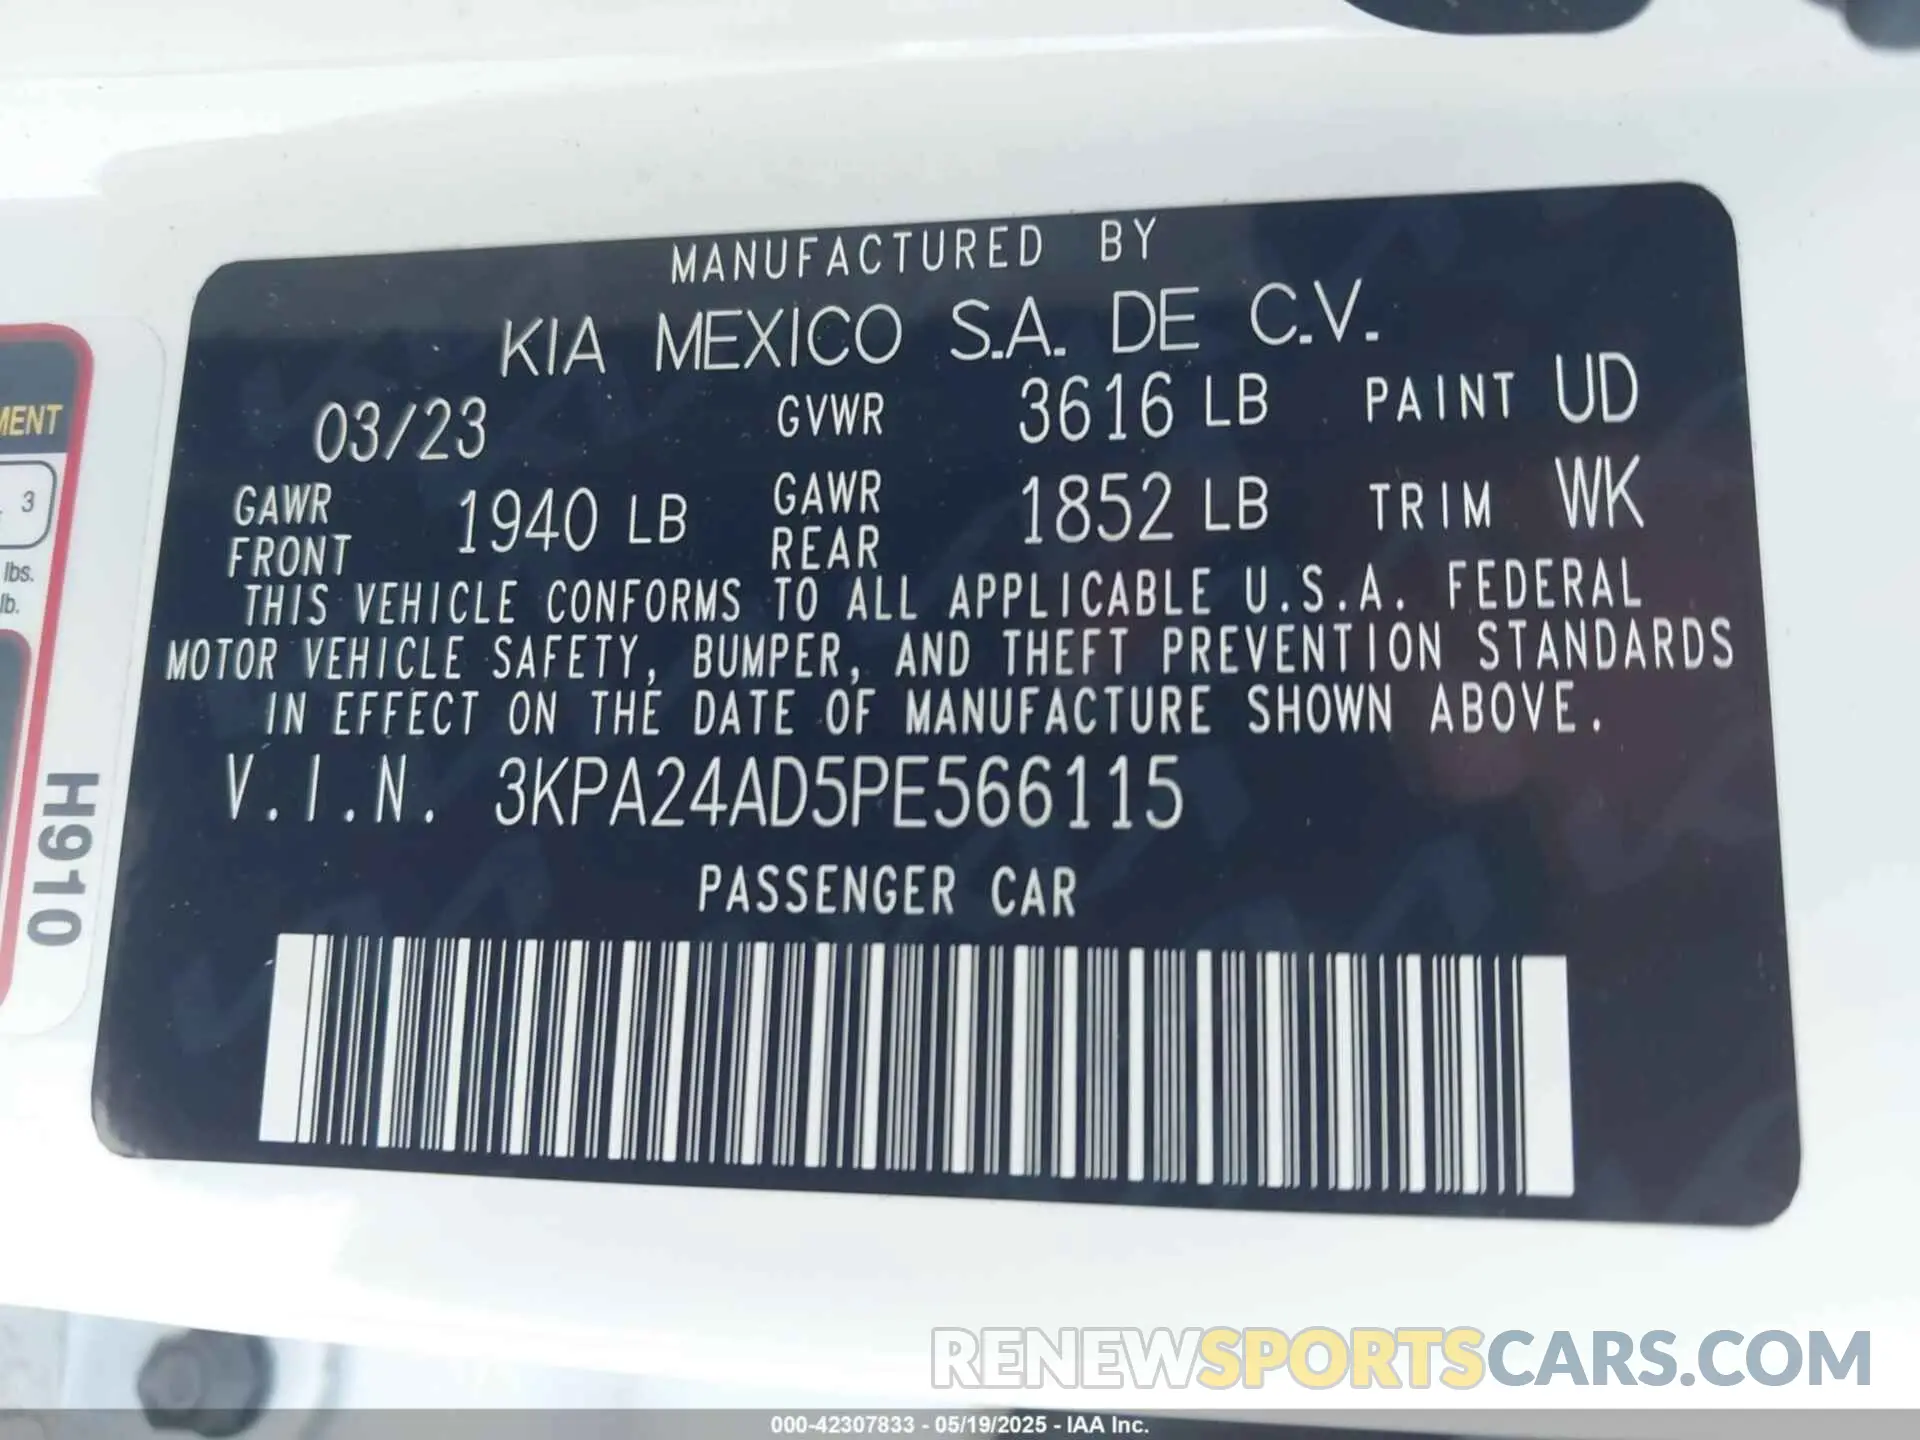 MANUFACTURED BY
KIA MEXICO S.A. DE C.V.
03/23 GVWR 3616 LB PAINT UD
GAWR FRONT 1940 LB GAWR REAR 1852 LB TRIM WK
THIS VEHICLE CONFORMS TO ALL APPLICABLE U.S.A. FEDERAL
MOTOR VEHICLE SAFETY, BUMPER, AND THEFT PREVENTION STANDARDS
IN EFFECT ON THE DATE OF MANUFACTURE SHOWN ABOVE.
V.I.N. 3KPA24AD5PE566115
PASSENGER CAR
MENT
3
lbs.
lb.
H910
RENEWSPORTSCARS.COM
000-42307833 - 05/19/2025 - IAA Inc.